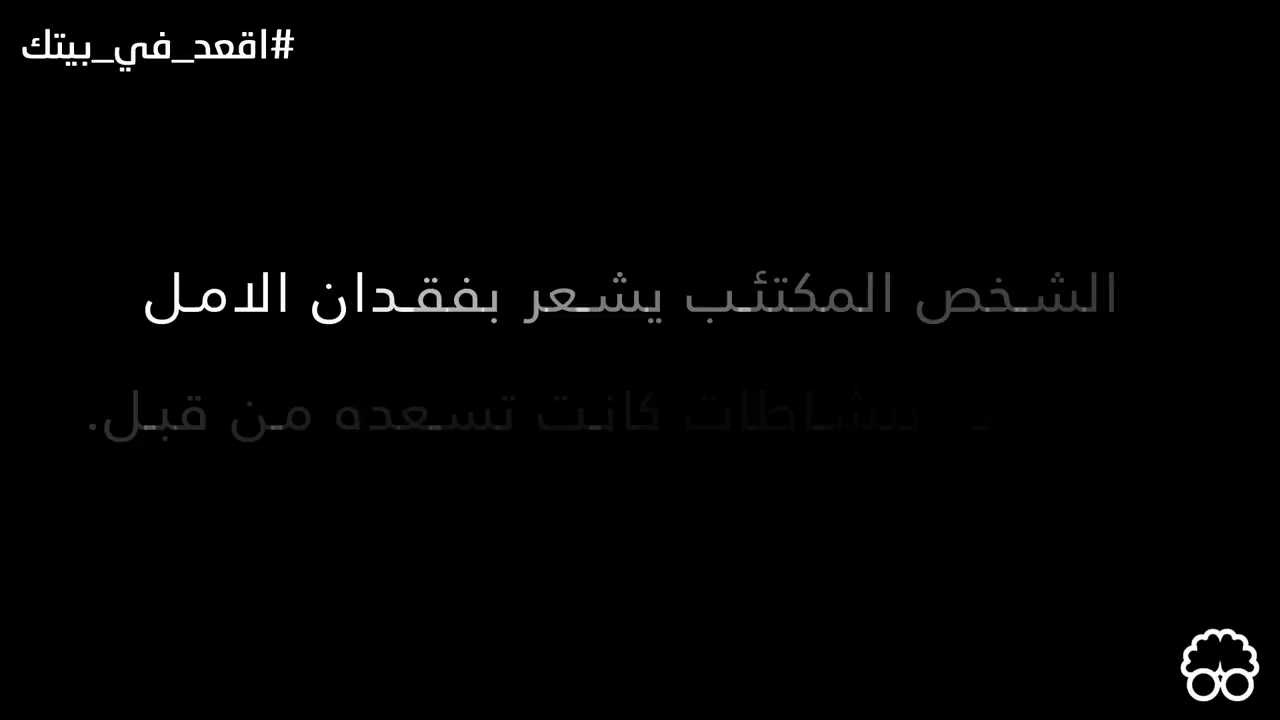 #اقعد_في_بيتك
الشخص المكتئب يشعر بفقدان الامل
بنشاطات كانت تسعده من قبل.